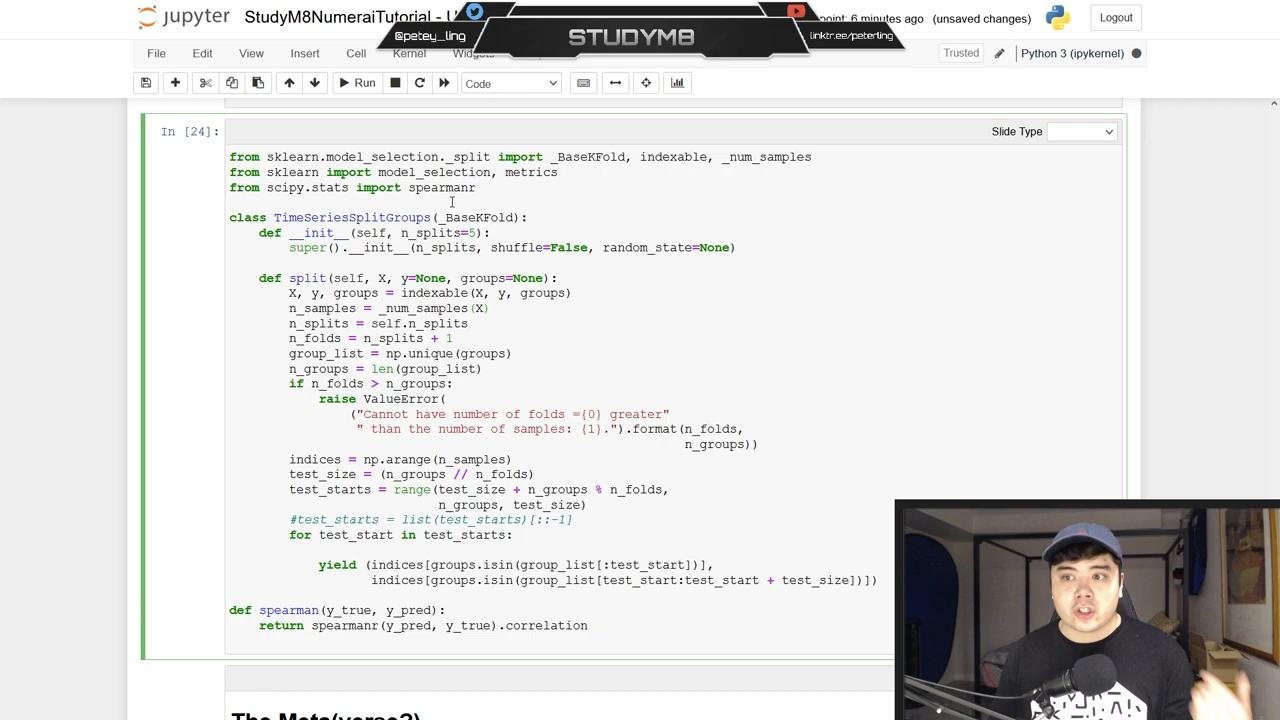 jupyter StudyM8NumeraiTutorial - point: 6 minutes ago (unsaved changes) Logout
@petey_ling STUDYM8 linktr.ee/peterling
File Edit View Insert Cell Kernel Trusted Python 3 (ipykernel)
Run Code
In [24]: Slide Type
from sklearn.model_selection._split import _BaseKFold, indexable, _num_samples
from sklearn import model_selection, metrics
from scipy.stats import spearmanr
class TimeSeriesSplitGroups(_BaseKFold):
def __init__(self, n_splits=5):
super().__init__(n_splits, shuffle=False, random_state=None)
def split(self, X, y=None, groups=None):
X, y, groups = indexable(X, y, groups)
n_samples = _num_samples(X)
n_splits = self.n_splits
n_folds = n_splits + 1
group_list = np.unique(groups)
n_groups = len(group_list)
if n_folds > n_groups:
raise ValueError(
("Cannot have number of folds ={0} greater"
" than the number of samples: {1}.").format(n_folds,
n_groups))
indices = np.arange(n_samples)
test_size = (n_groups // n_folds)
test_starts = range(test_size + n_groups % n_folds,
n_groups, test_size)
#test_starts = list(test_starts)[::-1]
for test_start in test_starts:
yield (indices[groups.isin(group_list[:test_start])],
indices[groups.isin(group_list[test_start:test_start + test_size])])
def spearman(y_true, y_pred):
return spearmanr(y_pred, y_true).correlation
The Meta(verse?)